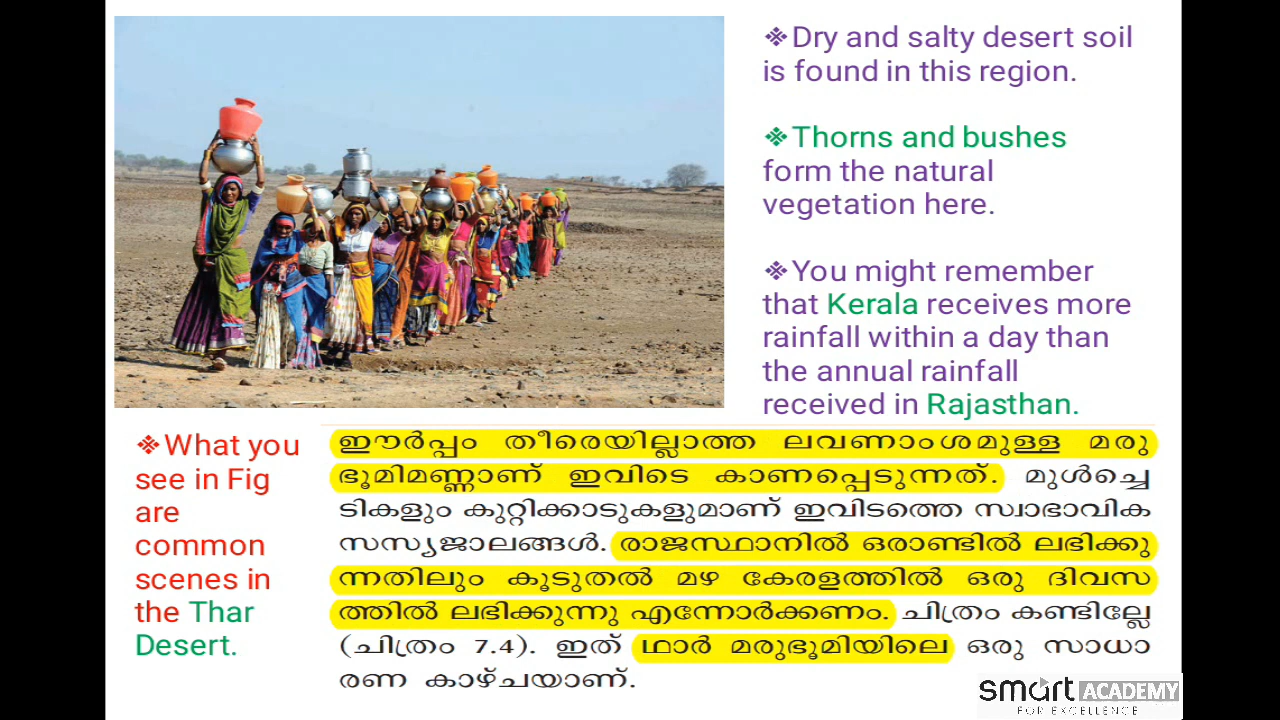 ❖Dry and salty desert soil
is found in this region.
❖Thorns and bushes
form the natural
vegetation here.
❖You might remember
that Kerala receives more
rainfall within a day than
the annual rainfall
received in Rajasthan.
❖What you
see in Fig
are
common
scenes in
the Thar
Desert.
ഈർപ്പം തീരെയില്ലാത്ത ലവണാംശമുള്ള മരു
ഭൂമിമണ്ണാണ് ഇവിടെ കാണപ്പെടുന്നത്. മുൾച്ചെ
ടികളും കുറ്റിക്കാടുകളുമാണ് ഇവിടത്തെ സ്വാഭാവിക
സസ്യജാലങ്ങൾ. രാജസ്ഥാനിൽ ഒരാണ്ടിൽ ലഭിക്കു
ന്നതിലും കൂടുതൽ മഴ കേരളത്തിൽ ഒരു ദിവസ
ത്തിൽ ലഭിക്കുന്നു എന്നോർക്കണം. ചിത്രം കണ്ടില്ലേ
(ചിത്രം 7.4). ഇത് ഥാർ മരുഭൂമിയിലെ ഒരു സാധാ
രണ കാഴ്ചയാണ്.
smart ACADEMY
FOR EXCELLENCE